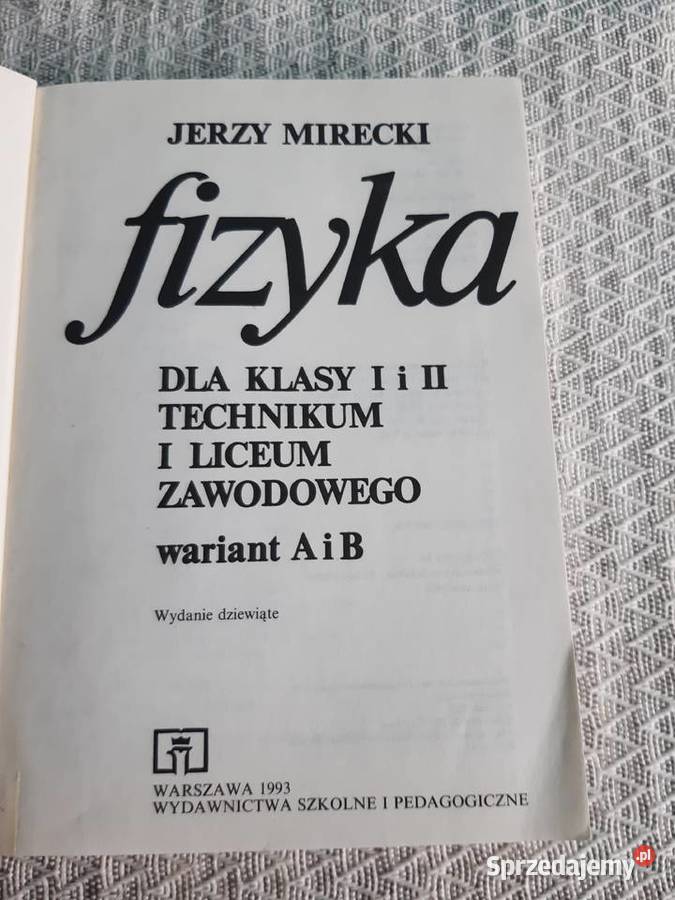 JERZY MIRECKI
fizyka
DLA KLASY I i II
TECHNIKUM
I LICEUM
ZAWODOWEGO
wariant A i B
Wydanie dziewiąte
WARSZAWA 1993
WYDAWNICTWA SZKOLNE I PEDAGOGICZNE
Sprzedajemy.pl